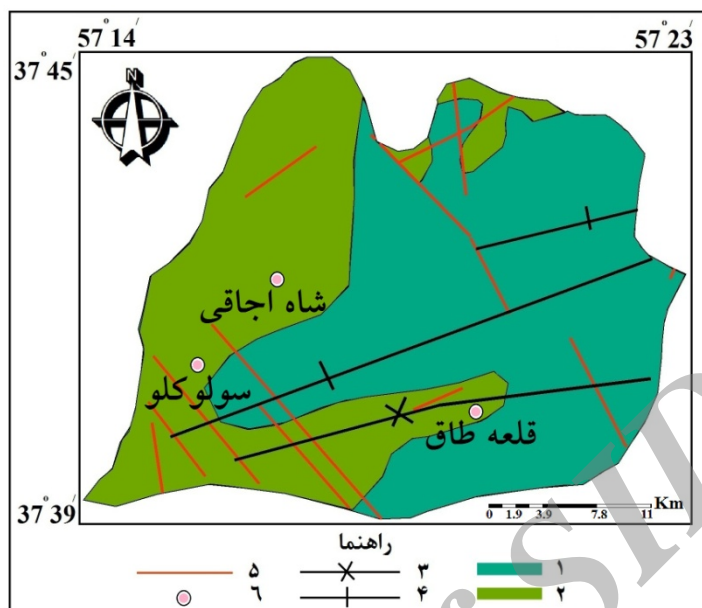 57° 14′ 57° 23′
37° 45′
N
شاه اجاقی
سولوکلو
قلعه طاق
37° 39′
Km
0 1.9 3.9 7.8 11
راهنما
۵ ۳ ۱
۶ ۴ ۲
SID